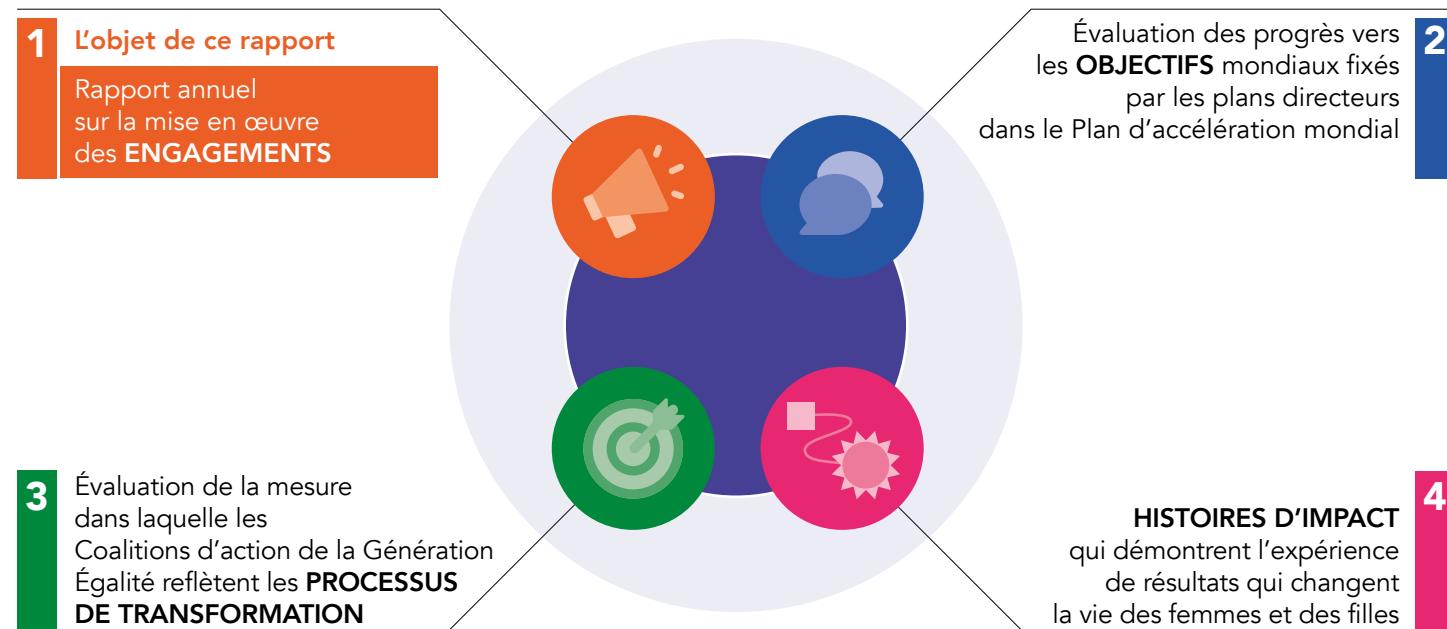 1
L'objet de ce rapport
Rapport annuel
sur la mise en œuvre
des ENGAGEMENTS
2
Évaluation des progrès vers
les OBJECTIFS mondiaux fixés
par les plans directeurs
dans le Plan d'accélération mondial
3
Évaluation de la mesure
dans laquelle les
Coalitions d'action de la Génération
Égalité reflètent les PROCESSUS
DE TRANSFORMATION
4
HISTOIRES D'IMPACT
qui démontrent l'expérience
de résultats qui changent
la vie des femmes et des filles